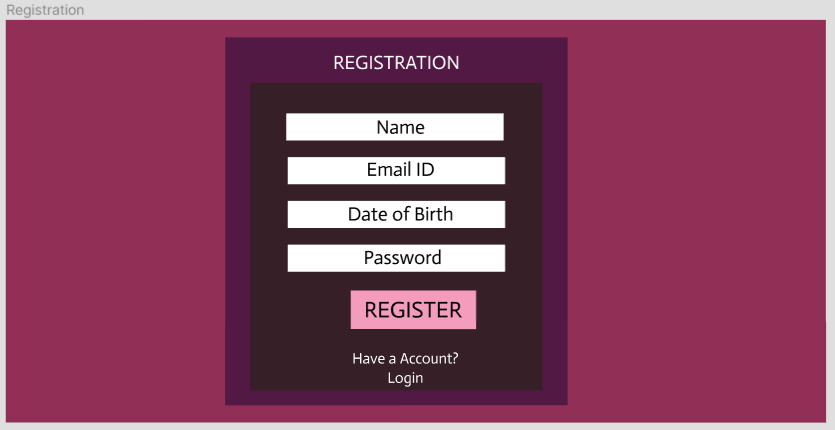 Registration
REGISTRATION
Name
Email ID
Date of Birth
Password
REGISTER
Have a Account?
Login